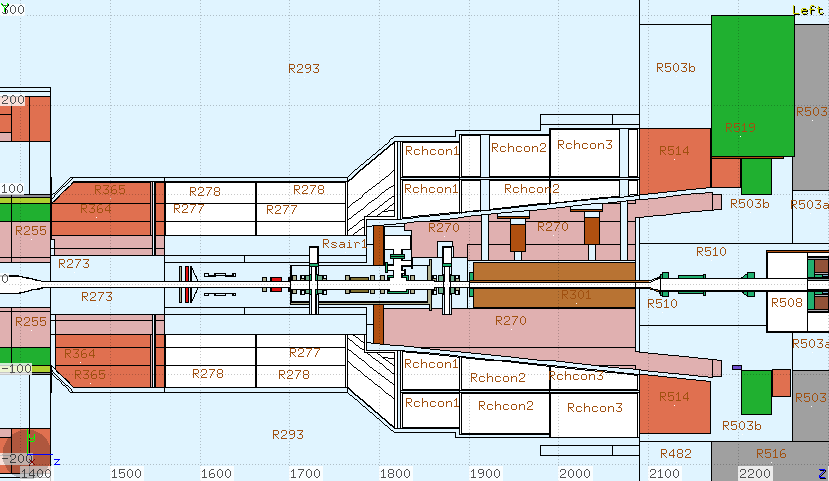 Y
300
Left
R293
R503b
R503
200
R519
Rchcon1 Rchcon2 Rchcon3
R514
100
R365 R278 R278
Rchcon1 Rchcon2
R364 R277 R277
R503b R503a
R255 R270 R270
Rsair1
R510
R273
0
R273 R301 R510 R508
R255 R270
R364 R277
R503a
-100
R365 R278 R278
Rchcon1 Rchcon2 Rchcon3
R514 R503
Rchcon1 Rchcon2 Rchcon3
R293 R503b
R482 R516
-200
z
1400 1500 1600 1700 1800 1900 2000 2100 2200 Z